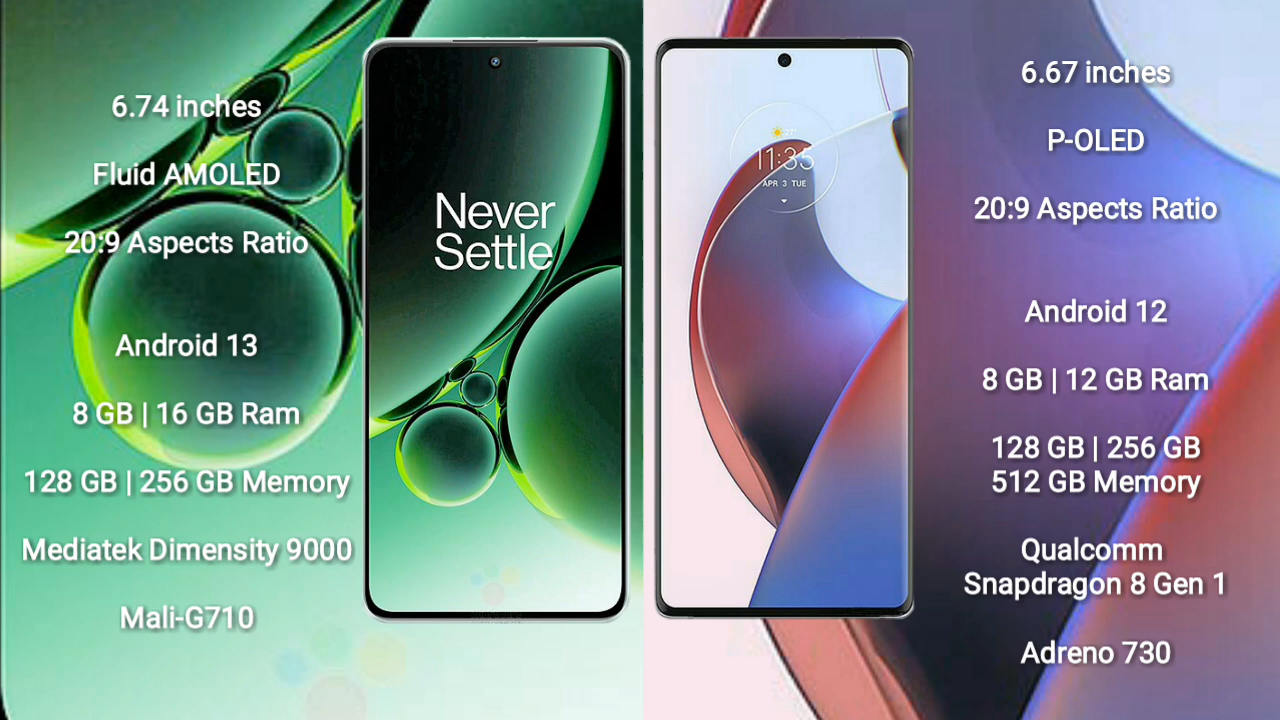 6.74 inches
Fluid AMOLED
20:9 Aspects Ratio
Android 13
8 GB | 16 GB Ram
128 GB | 256 GB Memory
Mediatek Dimensity 9000
Mali-G710
Never
Settle
27°
11:35
APR 3 TUE
6.67 inches
P-OLED
20:9 Aspects Ratio
Android 12
8 GB | 12 GB Ram
128 GB | 256 GB
512 GB Memory
Qualcomm
Snapdragon 8 Gen 1
Adreno 730